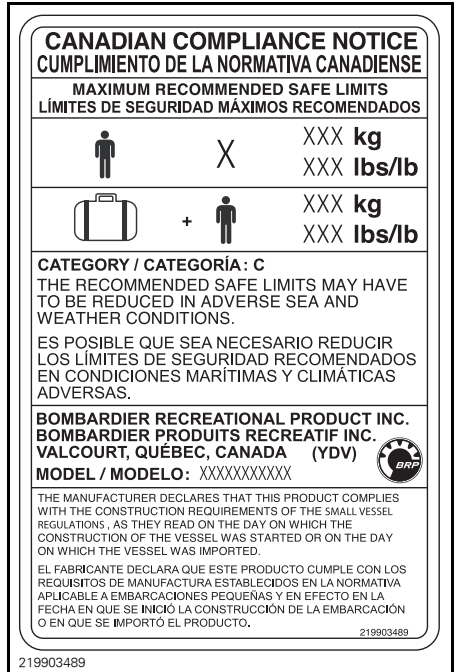 CANADIAN COMPLIANCE NOTICE
CUMPLIMIENTO DE LA NORMATIVA CANADIENSE
MAXIMUM RECOMMENDED SAFE LIMITS
LÍMITES DE SEGURIDAD MÁXIMOS RECOMENDADOS
X XXX kg
XXX lbs/lb
+ XXX kg
XXX lbs/lb
CATEGORY / CATEGORÍA: C
THE RECOMMENDED SAFE LIMITS MAY HAVE
TO BE REDUCED IN ADVERSE SEA AND
WEATHER CONDITIONS.
ES POSIBLE QUE SEA NECESARIO REDUCIR
LOS LÍMITES DE SEGURIDAD RECOMENDADOS
EN CONDICIONES MARÍTIMAS Y CLIMÁTICAS
ADVERSAS.
BOMBARDIER RECREATIONAL PRODUCT INC.
BOMBARDIER PRODUITS RECREATIF INC.
VALCOURT, QUÉBEC, CANADA (YDV)
BRP
MODEL / MODELO: XXXXXXXXXXX
THE MANUFACTURER DECLARES THAT THIS PRODUCT COMPLIES
WITH THE CONSTRUCTION REQUIREMENTS OF THE SMALL VESSEL
REGULATIONS, AS THEY READ ON THE DAY ON WHICH THE
CONSTRUCTION OF THE VESSEL WAS STARTED OR ON THE DAY
ON WHICH THE VESSEL WAS IMPORTED.
EL FABRICANTE DECLARA QUE ESTE PRODUCTO CUMPLE CON LOS
REQUISITOS DE MANUFACTURA ESTABLECIDOS EN LA NORMATIVA
APLICABLE A EMBARCACIONES PEQUEÑAS Y EN EFECTO EN LA
FECHA EN QUE SE INICIÓ LA CONSTRUCCIÓN DE LA EMBARCACIÓN
O EN QUE SE IMPORTÓ EL PRODUCTO.
219903489
219903489